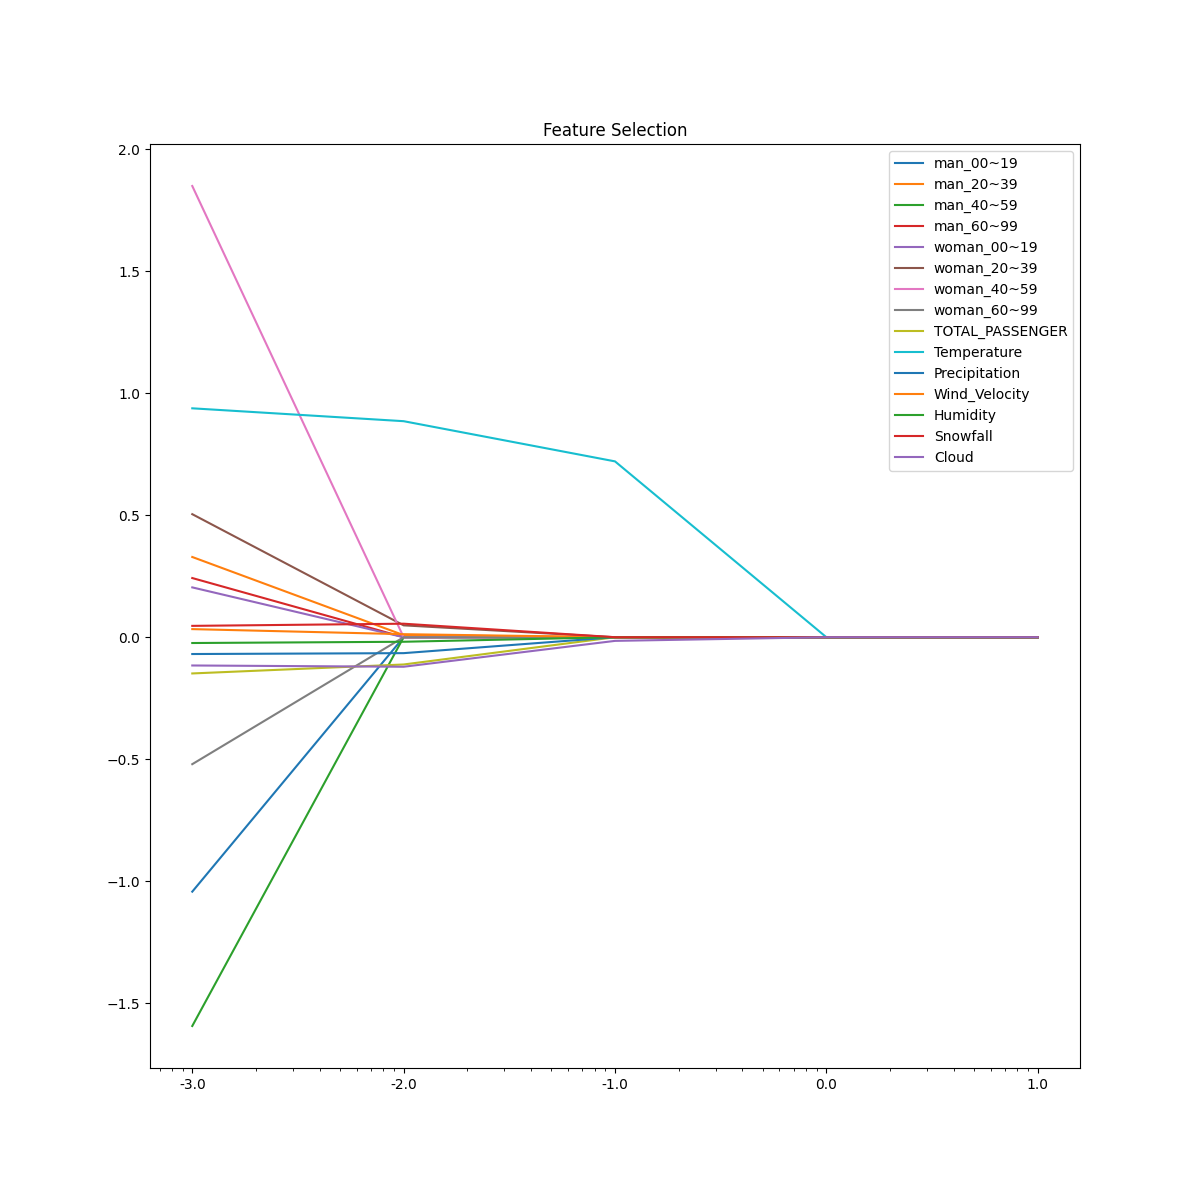 Feature Selection
2.0
1.5
1.0
0.5
0.0
−0.5
−1.0
−1.5
man_00~19
man_20~39
man_40~59
man_60~99
woman_00~19
woman_20~39
woman_40~59
woman_60~99
TOTAL_PASSENGER
Temperature
Precipitation
Wind_Velocity
Humidity
Snowfall
Cloud
-3.0 -2.0 -1.0 0.0 1.0